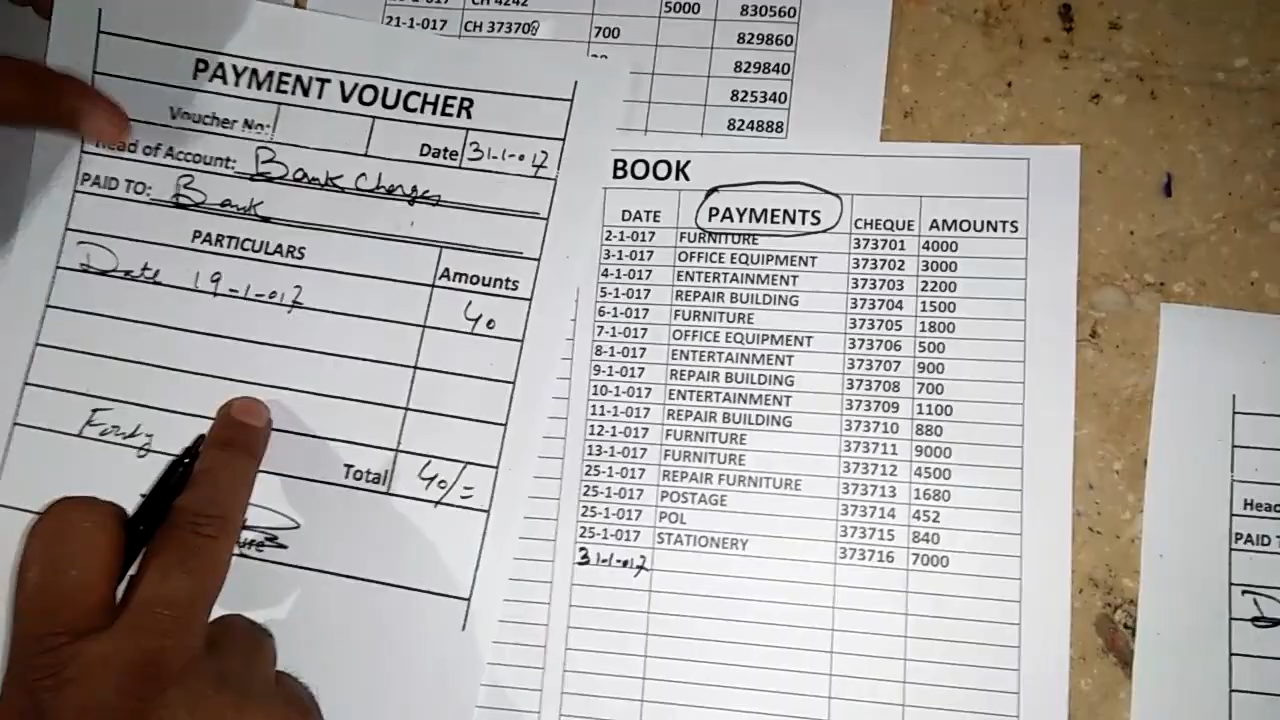 CH 4242 5000 830560
21-1-017 CH 373708 700 829860
829840
825340
824888
PAYMENT VOUCHER
Voucher No:
Date 31-1-017
Head of Account: Bank Charges
PAID TO: Bank
PARTICULARS Amounts
Date 19-1-017 40
Total 40/=
BOOK
DATE PAYMENTS CHEQUE AMOUNTS
2-1-017 FURNITURE 373701 4000
3-1-017 OFFICE EQUIPMENT 373702 3000
4-1-017 ENTERTAINMENT 373703 2200
5-1-017 REPAIR BUILDING 373704 1500
6-1-017 FURNITURE 373705 1800
7-1-017 OFFICE EQUIPMENT 373706 500
8-1-017 ENTERTAINMENT 373707 900
9-1-017 REPAIR BUILDING 373708 700
10-1-017 ENTERTAINMENT 373709 1100
11-1-017 REPAIR BUILDING 373710 880
12-1-017 FURNITURE 373711 9000
13-1-017 FURNITURE 373712 4500
25-1-017 REPAIR FURNITURE 373713 1680
25-1-017 POSTAGE 373714 452
25-1-017 POL 373715 840
25-1-017 STATIONERY 373716 7000
31-1-017
Head
PAID T